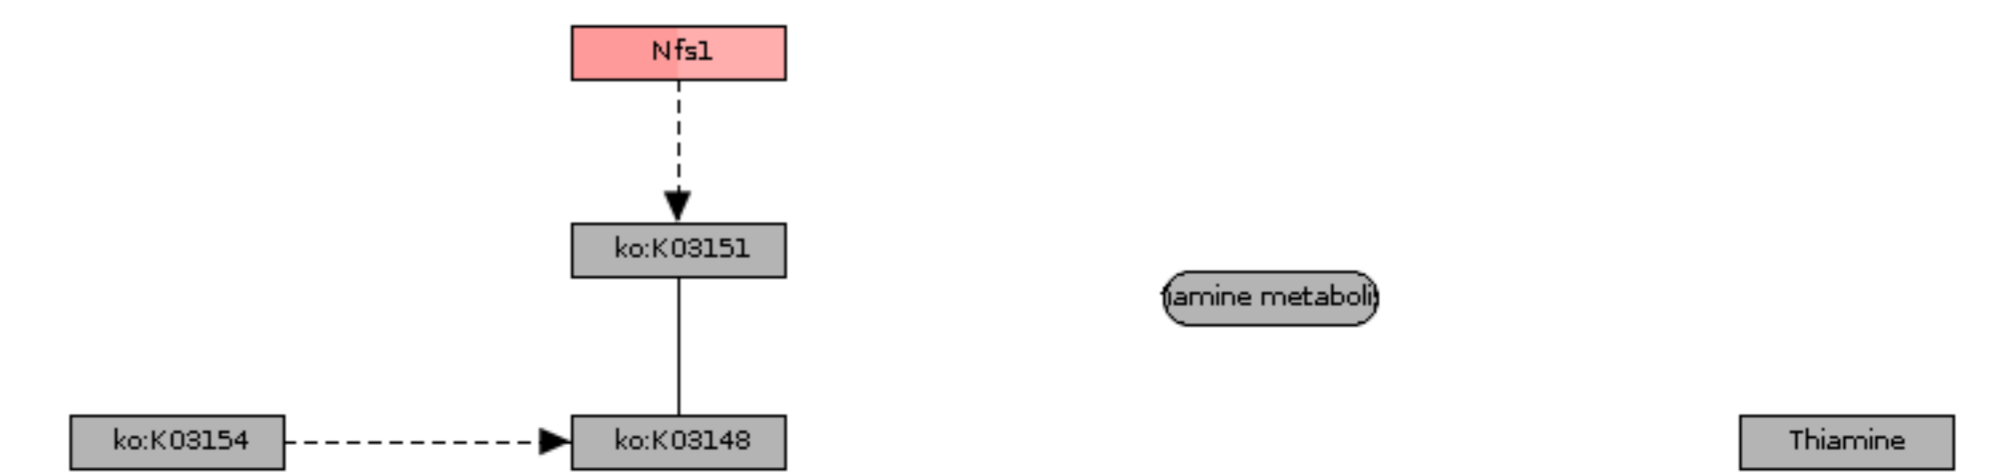 Nfs1
ko:K03151
iamine metaboli
ko:K03154
ko:K03148
Thiamine